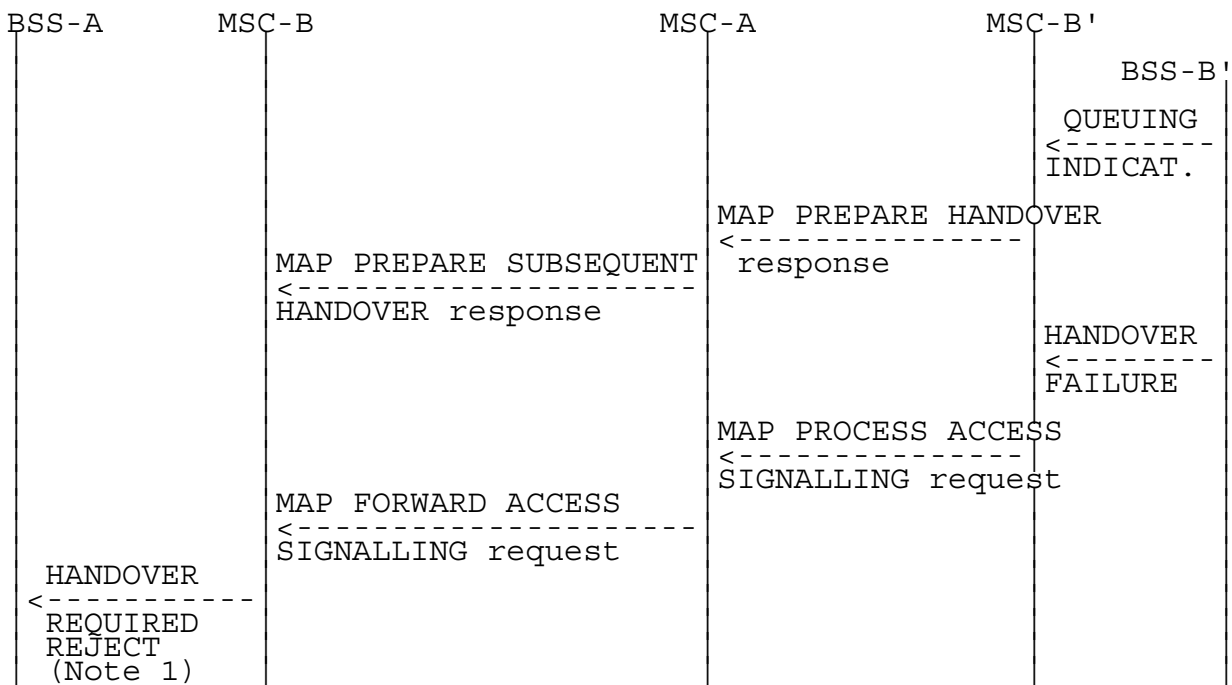 BSS-A MSC-B MSC-A MSC-B'
BSS-B'
QUEUING
<--------
INDICAT.
MAP PREPARE HANDOVER
<---------------
response
MAP PREPARE SUBSEQUENT
<---------------------
HANDOVER response
HANDOVER
<--------
FAILURE
MAP PROCESS ACCESS
<---------------
SIGNALLING request
MAP FORWARD ACCESS
<---------------------
SIGNALLING request
HANDOVER
<-----------
REQUIRED
REJECT
(Note 1)